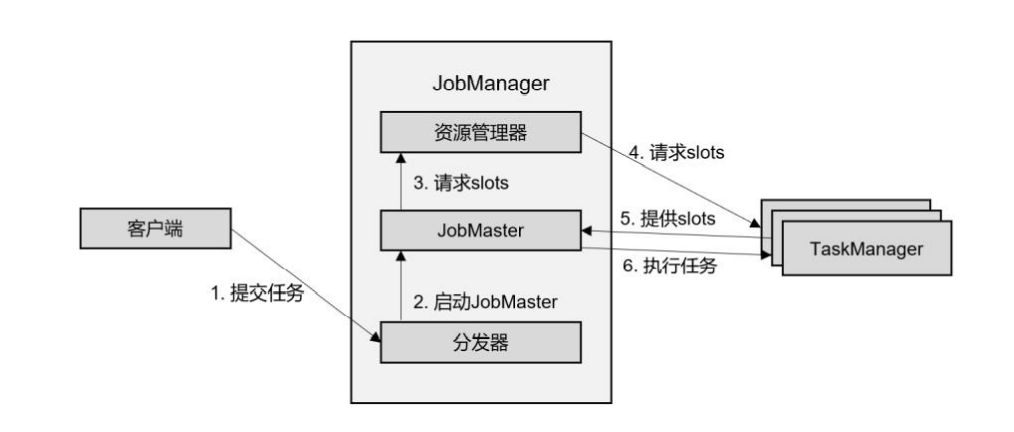 JobManager
资源管理器
4. 请求slots
3. 请求slots
客户端
JobMaster
5. 提供slots
TaskManager
6. 执行任务
1. 提交任务
2. 启动JobMaster
分发器